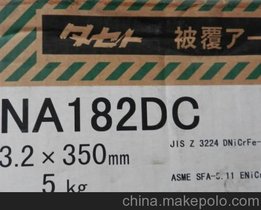 タセト 被覆アー
NA182DC
3.2×350mm
JIS Z 3224 DNiCrFe-
5 kg
ASME SFA-5.11 ENiC
china.makepolo.com